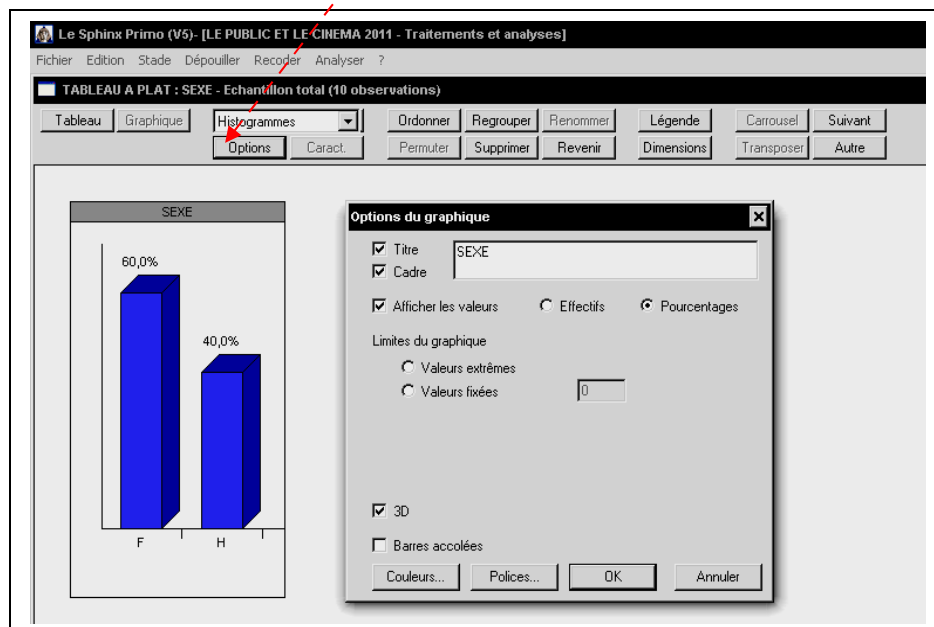 Le Sphinx Primo (V5)- [LE PUBLIC ET LE CINEMA 2011 - Traitements et analyses]
Fichier Edition Stade Dépouiller Recoder Analyser ?
TABLEAU A PLAT : SEXE - Echantillon total (10 observations)
Tableau Graphique Histogrammes Ordonner Regrouper Renommer Légende Carrousel Suivant
Options Caract. Permuter Supprimer Revenir Dimensions Transposer Autre
SEXE
60,0%
40,0%
F H
Options du graphique
Titre SEXE
Cadre
Afficher les valeurs Effectifs Pourcentages
Limites du graphique
Valeurs extrêmes
Valeurs fixées 0
3D
Barres accolées
Couleurs... Polices... OK Annuler